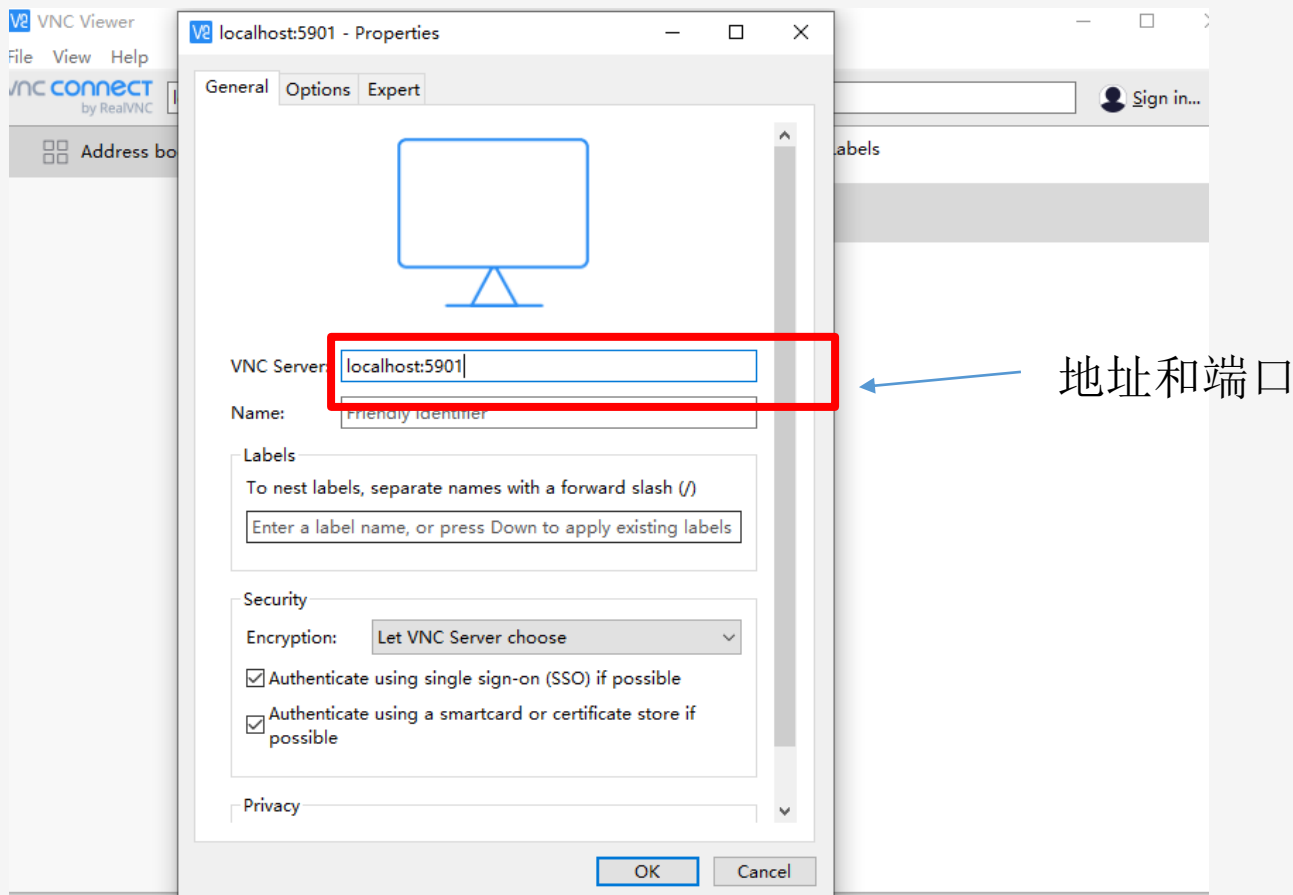 VNC Viewer
localhost:5901 - Properties
File View Help
vnc connect
by RealVNC
Sign in...
General Options Expert
Address bo
Labels
VNC Server: localhost:5901
地址和端口
Name: Friendly identifier
Labels
To nest labels, separate names with a forward slash (/)
Enter a label name, or press Down to apply existing labels
Security
Encryption: Let VNC Server choose
Authenticate using single sign-on (SSO) if possible
Authenticate using a smartcard or certificate store if
possible
Privacy
OK Cancel